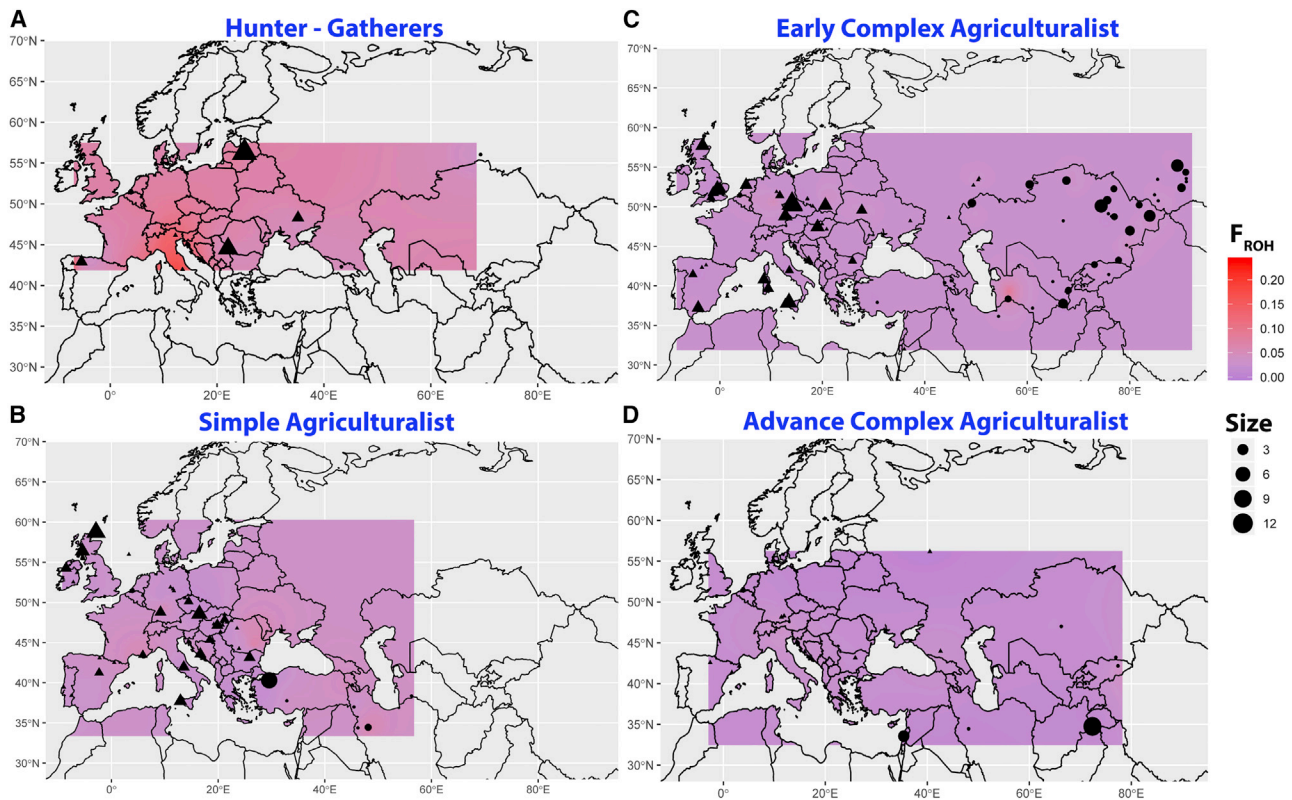 A
Hunter - Gatherers
70°N
65°N
60°N
55°N
50°N
45°N
40°N
35°N
30°N
0°
20°E
40°E
60°E
80°E
B
Simple Agriculturalist
70°N
65°N
60°N
55°N
50°N
45°N
40°N
35°N
30°N
0°
20°E
40°E
60°E
80°E
C
Early Complex Agriculturalist
70°N
65°N
60°N
55°N
50°N
45°N
40°N
35°N
30°N
0°
20°E
40°E
60°E
80°E
D
Advance Complex Agriculturalist
70°N
65°N
60°N
55°N
50°N
45°N
40°N
35°N
30°N
0°
20°E
40°E
60°E
80°E
FROH
0.20
0.15
0.10
0.05
0.00
Size
3
6
9
12